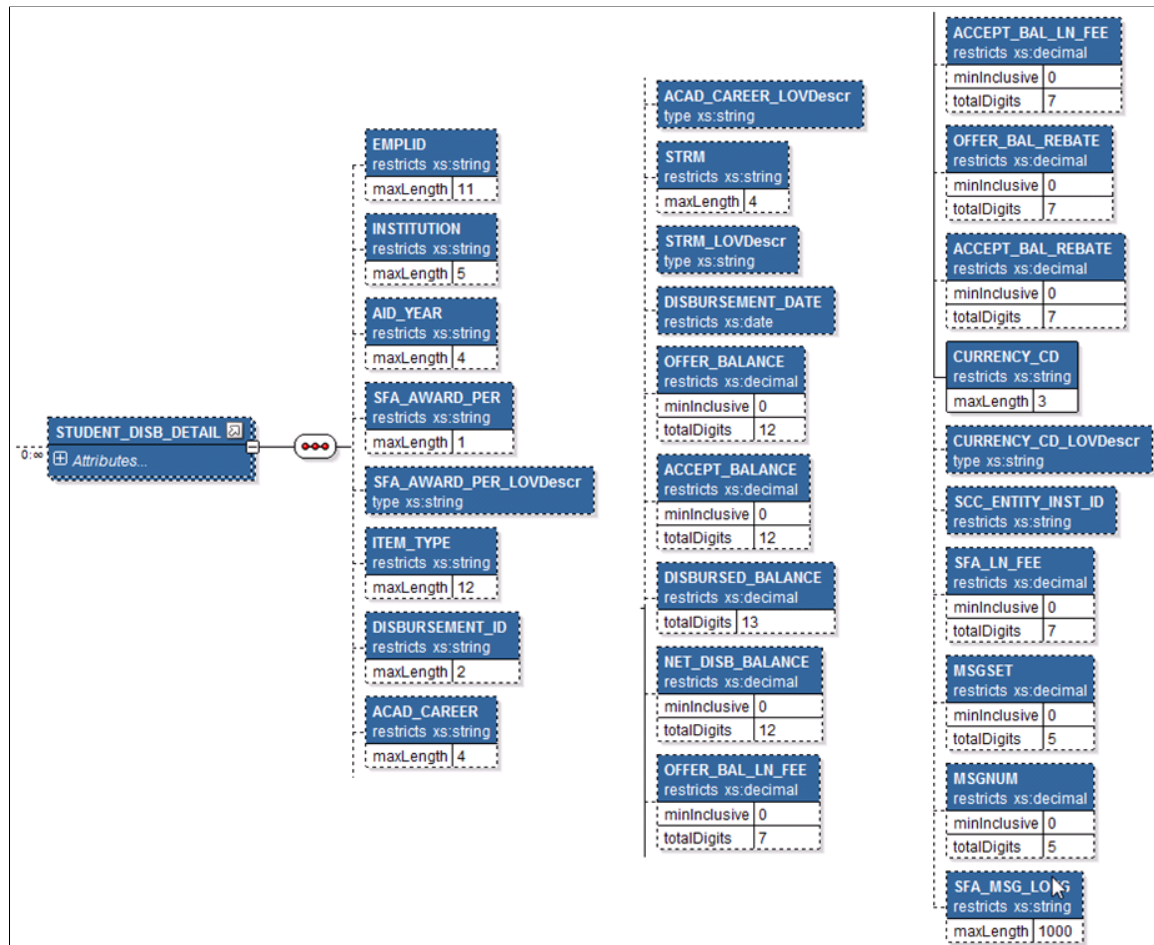 STUDENT_DISB_DETAIL
Attributes...
0:∞
EMPLID
restricts xs:string
maxLength 11
INSTITUTION
restricts xs:string
maxLength 5
AID_YEAR
restricts xs:string
maxLength 4
SFA_AWARD_PER
restricts xs:string
maxLength 1
SFA_AWARD_PER_LOVDescr
type xs:string
ITEM_TYPE
restricts xs:string
maxLength 12
DISBURSEMENT_ID
restricts xs:string
maxLength 2
ACAD_CAREER
restricts xs:string
maxLength 4
ACAD_CAREER_LOVDescr
type xs:string
STRM
restricts xs:string
maxLength 4
STRM_LOVDescr
type xs:string
DISBURSEMENT_DATE
restricts xs:date
OFFER_BALANCE
restricts xs:decimal
minInclusive 0
totalDigits 12
ACCEPT_BALANCE
restricts xs:decimal
minInclusive 0
totalDigits 12
DISBURSED_BALANCE
restricts xs:decimal
totalDigits 13
NET_DISB_BALANCE
restricts xs:decimal
minInclusive 0
totalDigits 12
OFFER_BAL_LN_FEE
restricts xs:decimal
minInclusive 0
totalDigits 7
ACCEPT_BAL_LN_FEE
restricts xs:decimal
minInclusive 0
totalDigits 7
OFFER_BAL_REBATE
restricts xs:decimal
minInclusive 0
totalDigits 7
ACCEPT_BAL_REBATE
restricts xs:decimal
minInclusive 0
totalDigits 7
CURRENCY_CD
restricts xs:string
maxLength 3
CURRENCY_CD_LOVDescr
type xs:string
SCC_ENTITY_INST_ID
restricts xs:string
SFA_LN_FEE
restricts xs:decimal
minInclusive 0
totalDigits 7
MSGSET
restricts xs:decimal
minInclusive 0
totalDigits 5
MSGNUM
restricts xs:decimal
minInclusive 0
totalDigits 5
SFA_MSG_LONG
restricts xs:string
maxLength 1000